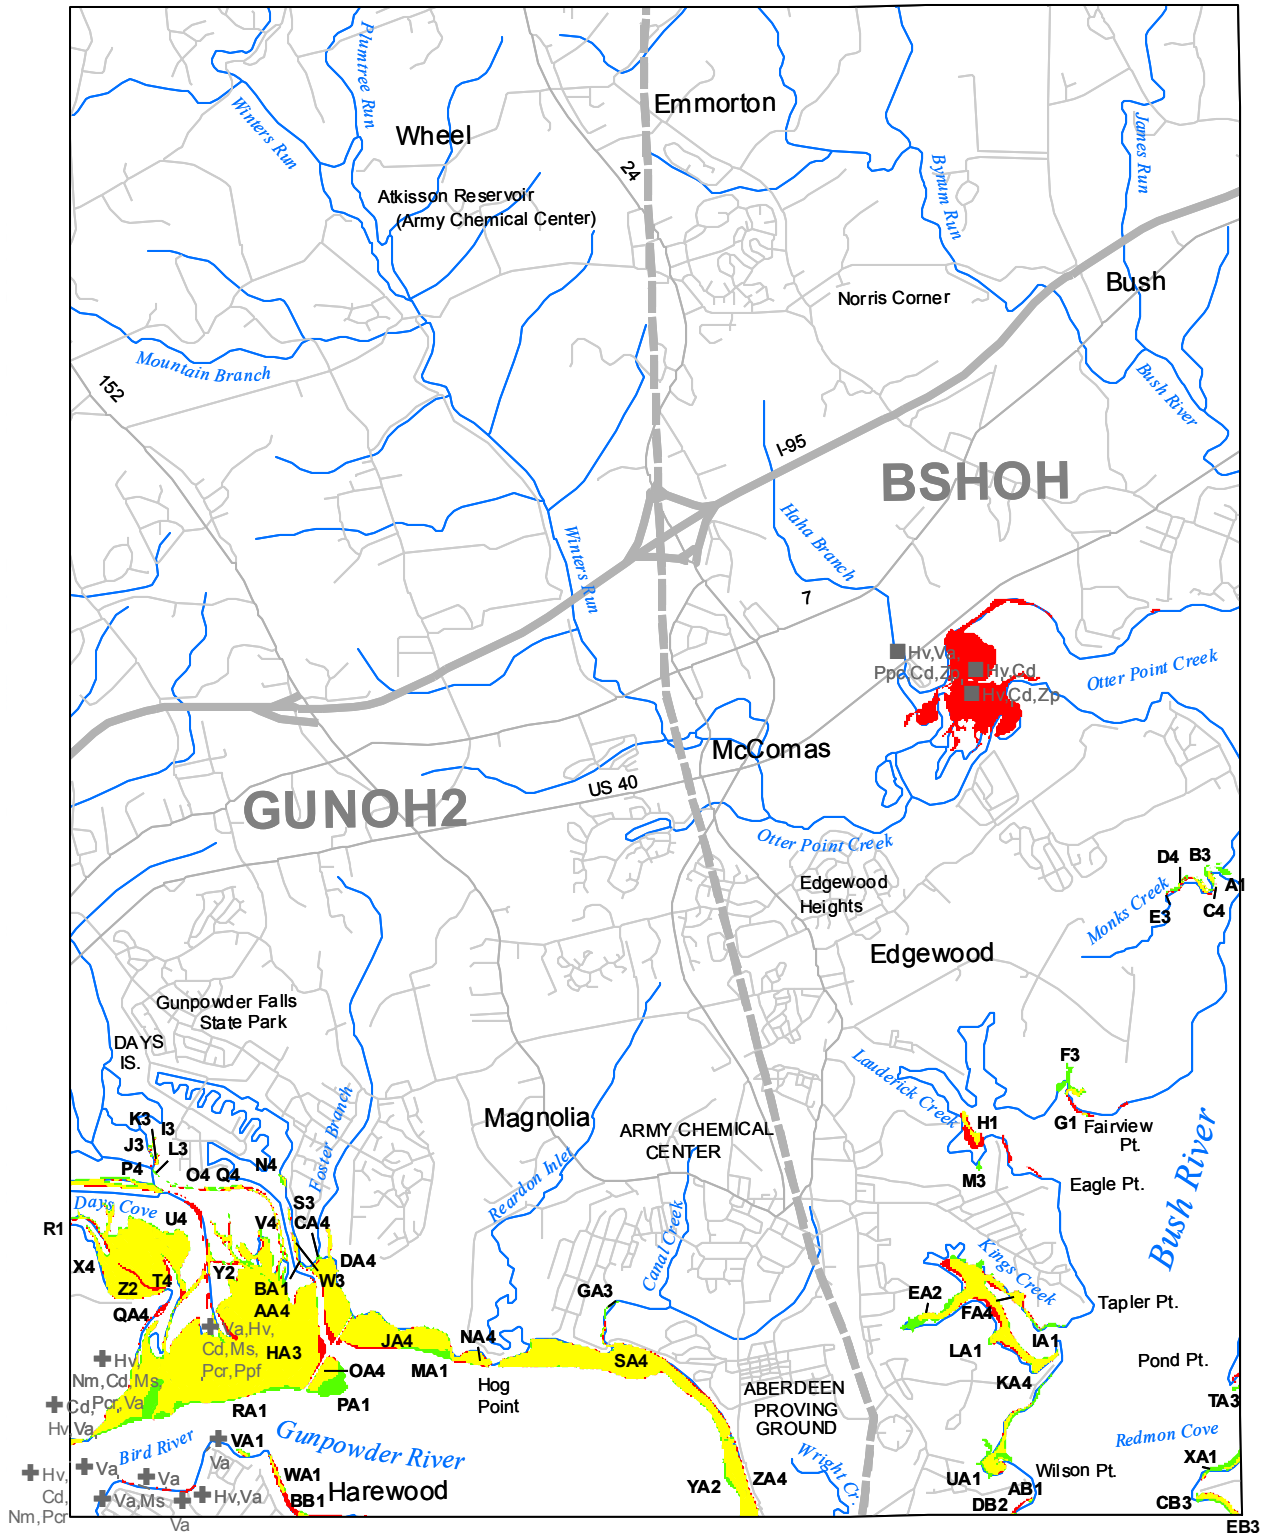 Plumtree Run
Emmorton
Wheel
Winters Run
James Run
24
Bynum Run
Atkisson Reservoir
(Army Chemical Center)
Bush
Norris Corner
Mountain Branch
152
Bush River
I-95
BSHOH
Haha Branch
Winters Run
7
Hv,Va,
Ppc,Cd,Zp
Hv,Cd
Hv,Cd,Zp
Otter Point Creek
McComas
US 40
GUNOH2
Otter Point Creek
Edgewood
Heights
D4
B3
A1
C4
E3
Monks Creek
Edgewood
Gunpowder Falls
State Park
DAYS
IS.
F3
G1
Fairview
Pt.
Lauderick Creek
H1
M3
Eagle Pt.
Bush River
Magnolia
ARMY CHEMICAL
CENTER
Foster Branch
Reardon Inlet
Canal Creek
K3
I3
J3
L3
P4
O4
Q4
N4
Days Cove
R1
U4
V4
S3
CA4
X4
Z2
T4
Y2
BA1
W3
DA4
AA4
QA4
HA3
JA4
NA4
MA1
OA4
PA1
RA1
GA3
SA4
Hog
Point
Va,Hv,
Cd,Ms,
Pcr,Ppf
Hv,
Nm,Cd,Ms,
Pcr,Va
Cd,
Hv,Va
Kings Creek
EA2
FA4
Tapler Pt.
LA1
IA1
KA4
Pond Pt.
TA3
ABERDEEN
PROVING
GROUND
Redmon Cove
Bird River
VA1
Va
Gunpowder River
Wright Cr.
XA1
Hv,
Cd,
Nm,Pcr
Va
Va
Va,Ms
Hv,Va
Va
WA1
BB1
Harewood
YA2
ZA4
UA1
Wilson Pt.
AB1
DB2
CB3
EB3